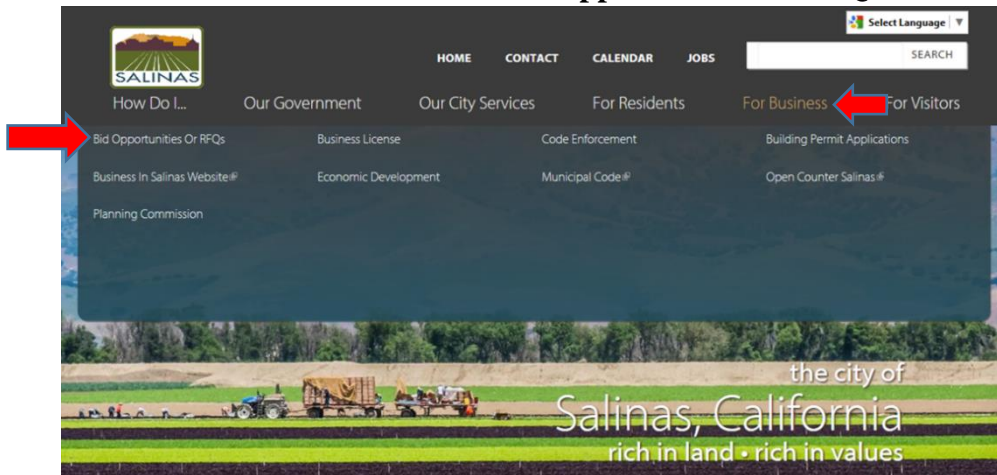 Select Language ▼
SALINAS
HOME CONTACT CALENDAR JOBS SEARCH
How Do I... Our Government Our City Services For Residents For Business For Visitors
Bid Opportunities Or RFQs Business License Code Enforcement Building Permit Applications
Business In Salinas Website Economic Development Municipal Code Open Counter Salinas
Planning Commission
the city of
Salinas, California
rich in land • rich in values